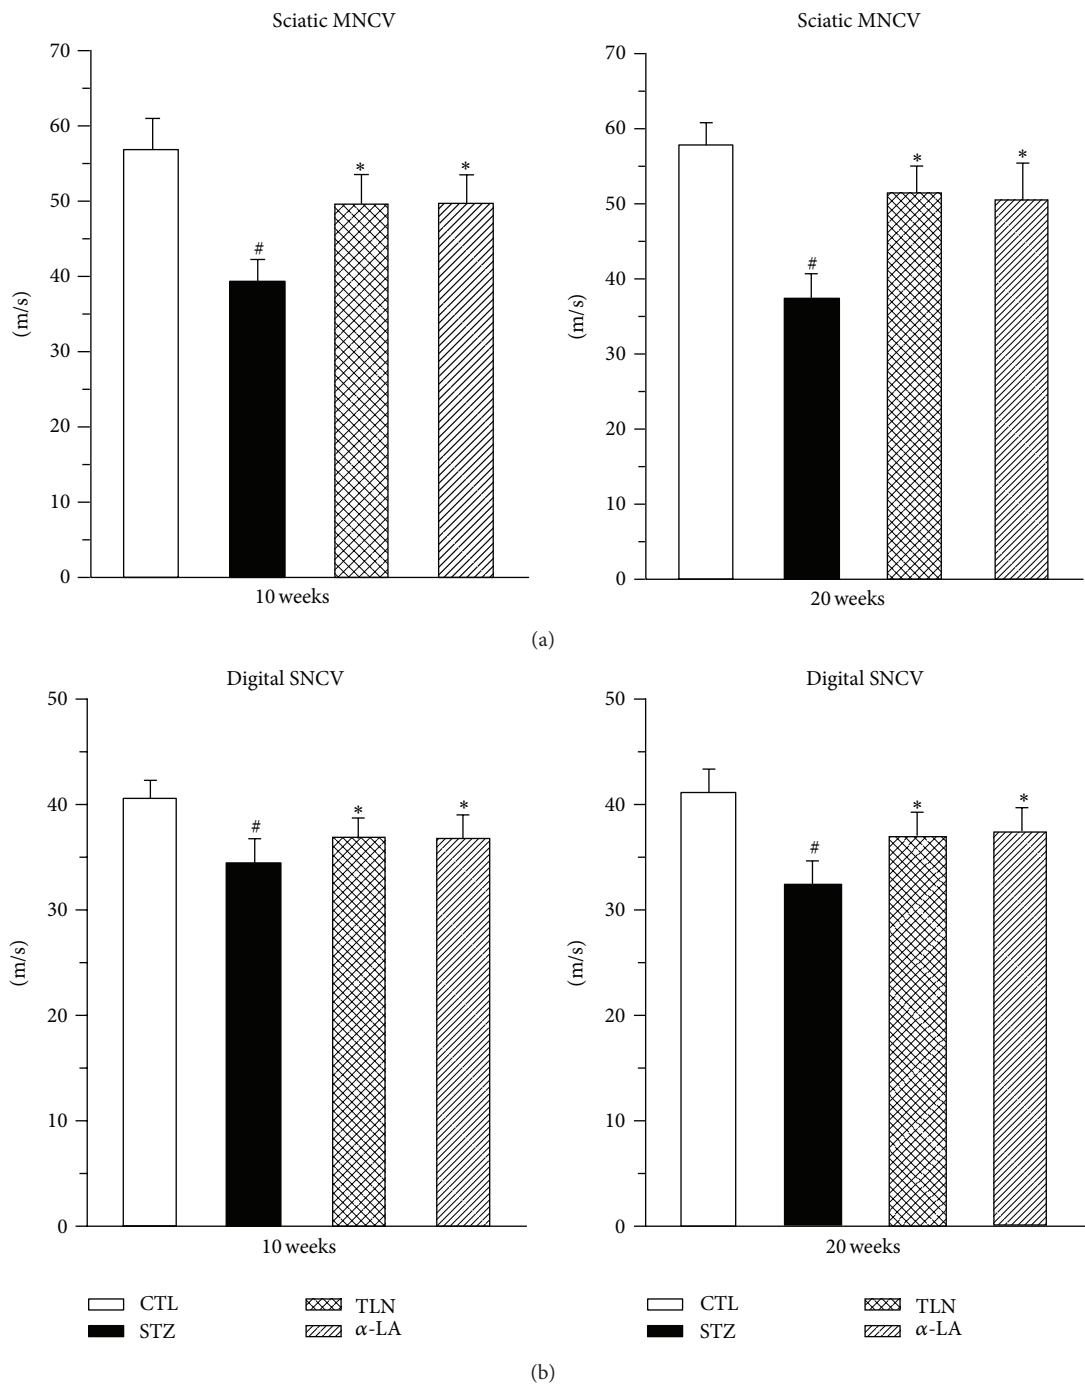 Sciatic MNCV
70
60
50
40
30
20
10
0
(m/s)
#
*
*
10 weeks
Sciatic MNCV
70
60
50
40
30
20
10
0
(m/s)
#
*
*
20 weeks
(a)
Digital SNCV
50
40
30
20
10
0
(m/s)
#
*
*
10 weeks
CTL
TLN
STZ
α-LA
Digital SNCV
50
40
30
20
10
0
(m/s)
#
*
*
20 weeks
CTL
TLN
STZ
α-LA
(b)